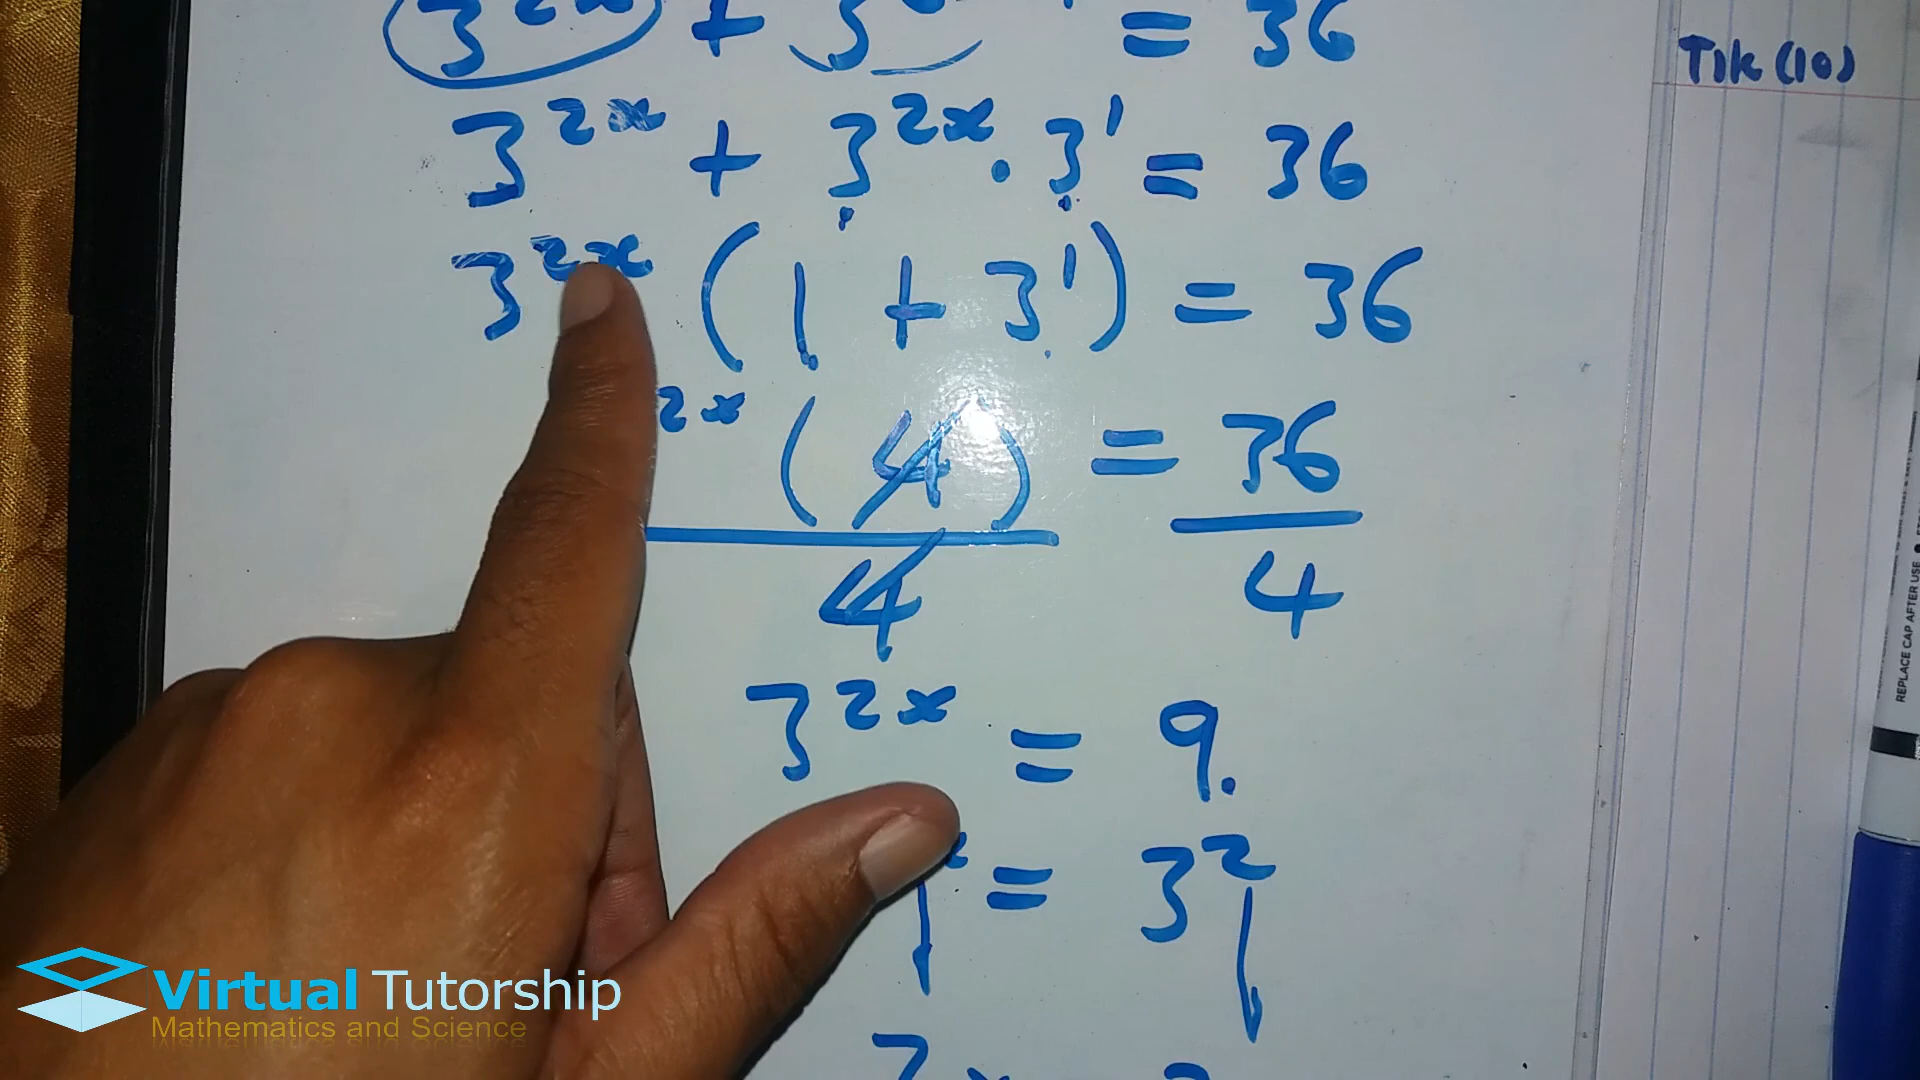 3^{2x} + 3 = 36
Tik (10)
3^{2x} + 3^{2x} · 3^1 = 36
3^{2x} (1 + 3^1) = 36
2x (4) = 36
4 4
3^{2x} = 9.
= 3^2
REPLACE CAP AFTER USE
Virtual Tutorship
Mathematics and Science